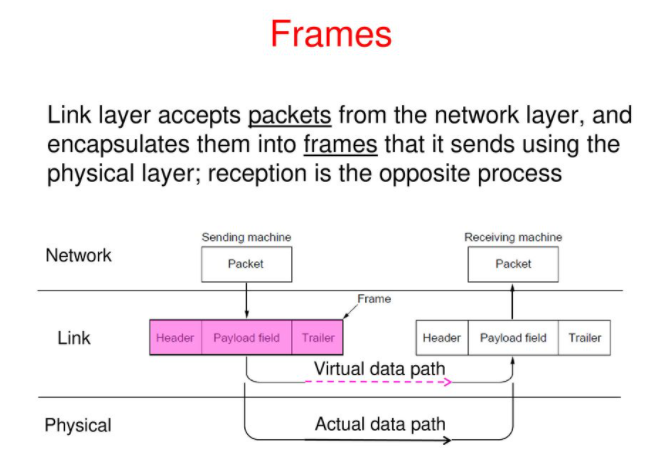 Frames
Link layer accepts packets from the network layer, and
encapsulates them into frames that it sends using the
physical layer; reception is the opposite process
Sending machine
Receiving machine
Network
Packet
Packet
Frame
Link
Header
Payload field
Trailer
Header
Payload field
Trailer
Virtual data path
Physical
Actual data path